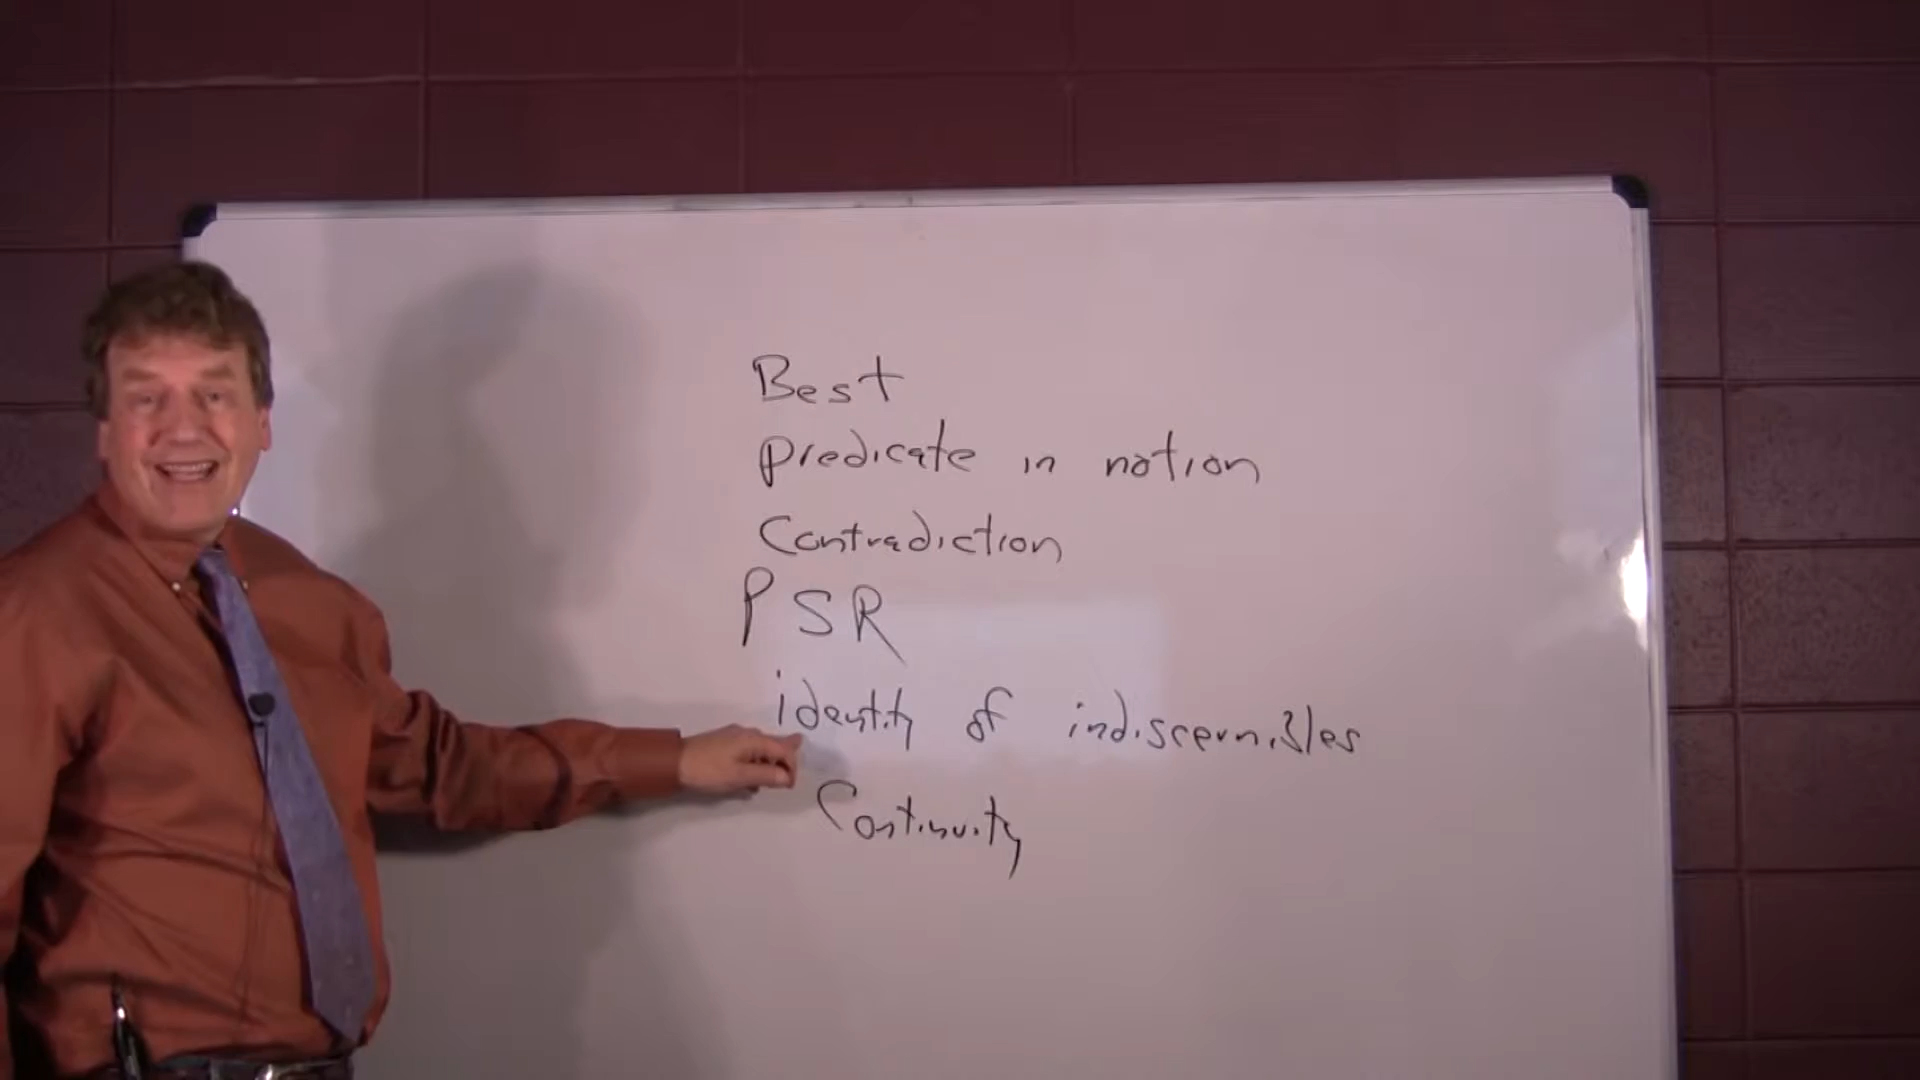 Best
predicate in notion
Contradiction
PSR
identity of indiscernibles
Continuity